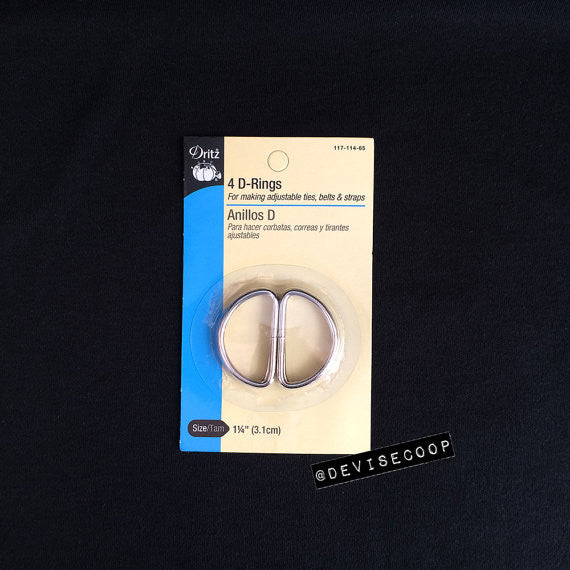 Dritz
117-114-65
4 D-Rings
For making adjustable ties, belts & straps
Anillos D
Para hacer corbatas, correas y tirantes
ajustables
Size/Tam 1¼" (3.1cm)
@DEVISECOOP